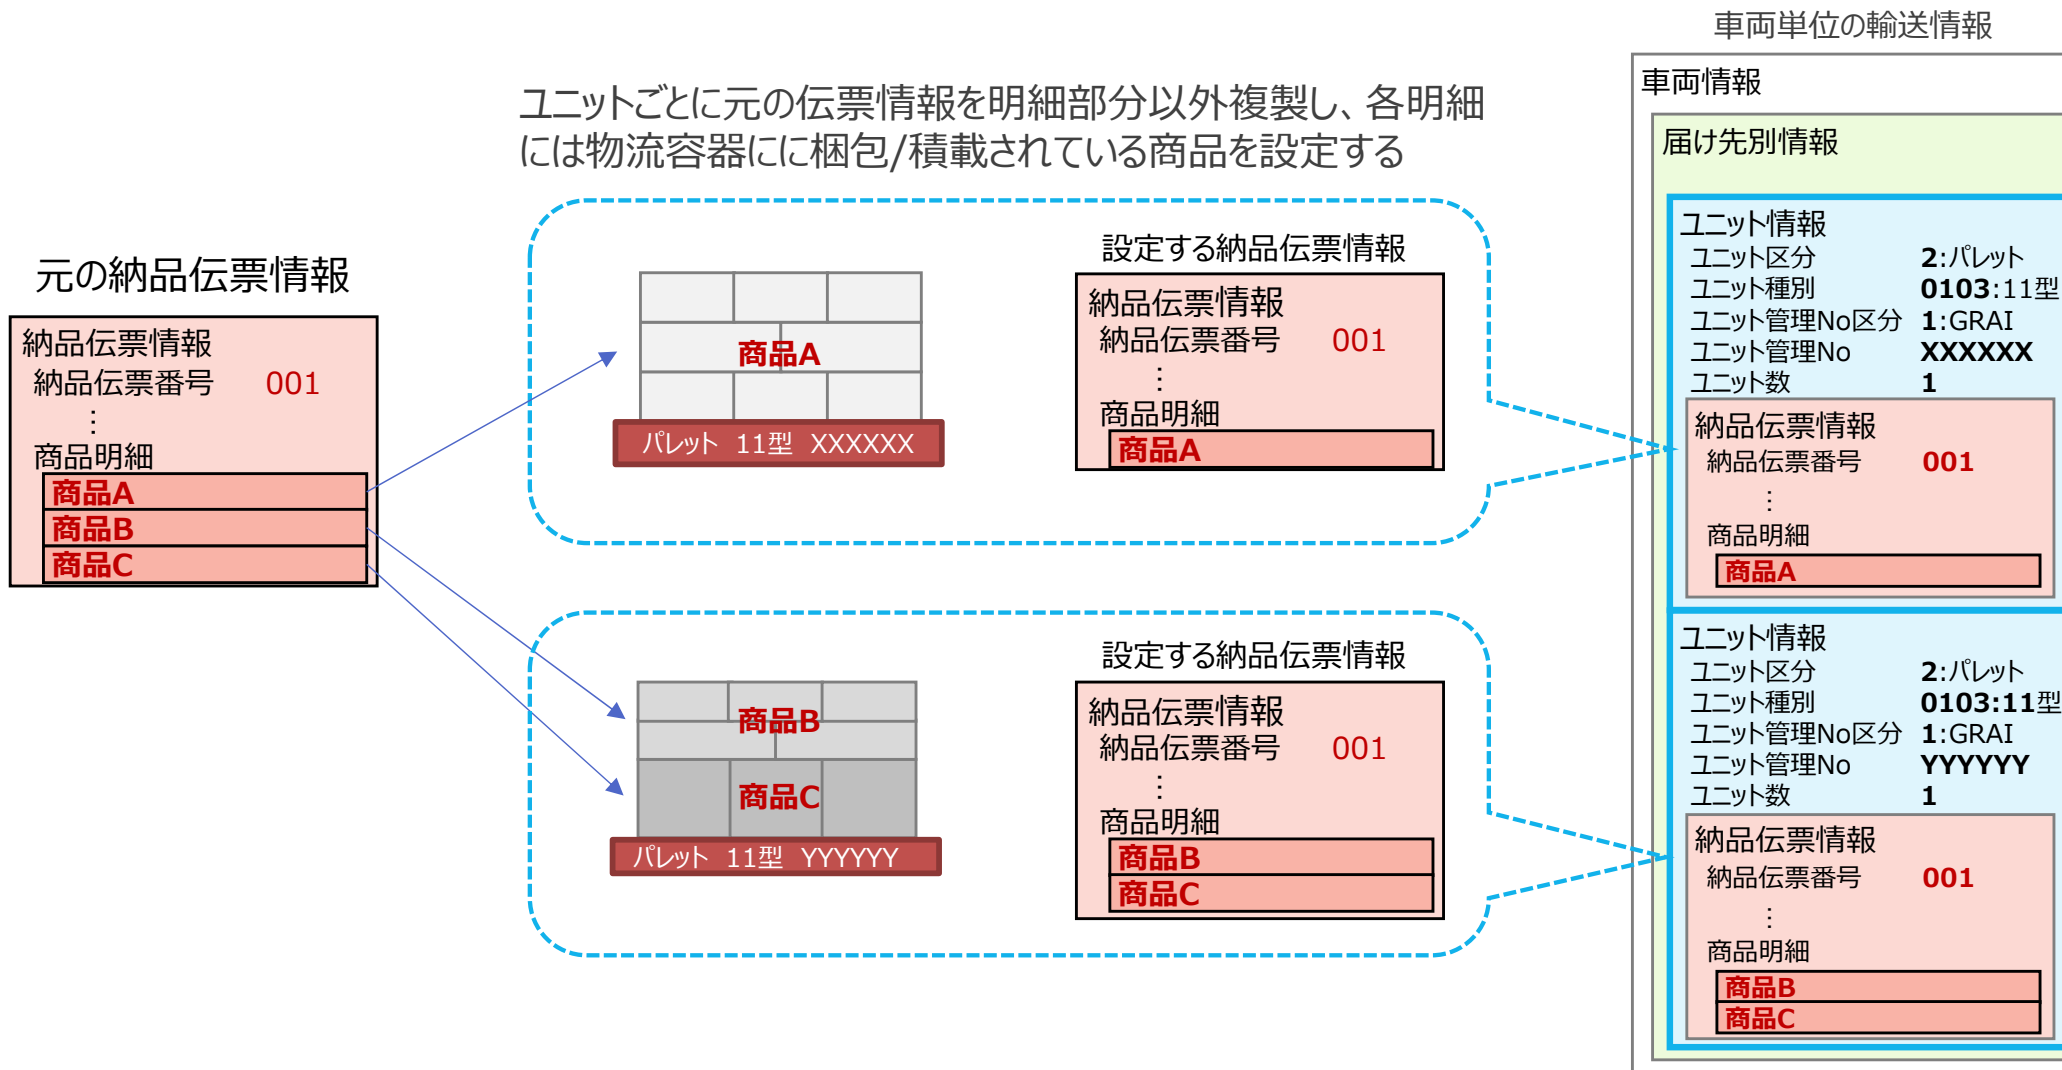 車両単位の輸送情報
ユニットごとに元の伝票情報を明細部分以外複製し、各明細
には物流容器にに梱包/積載されている商品を設定する
元の納品伝票情報
納品伝票情報
納品伝票番号 001
⋮
商品明細
商品A
商品B
商品C
商品A
パレット 11型 XXXXXX
設定する納品伝票情報
納品伝票情報
納品伝票番号 001
⋮
商品明細
商品A
商品B
商品C
パレット 11型 YYYYYY
設定する納品伝票情報
納品伝票情報
納品伝票番号 001
⋮
商品明細
商品B
商品C
車両情報
届け先別情報
ユニット情報
ユニット区分 2:パレット
ユニット種別 0103:11型
ユニット管理No区分 1:GRAI
ユニット管理No XXXXXX
ユニット数 1
納品伝票情報
納品伝票番号 001
⋮
商品明細
商品A
ユニット情報
ユニット区分 2:パレット
ユニット種別 0103:11型
ユニット管理No区分 1:GRAI
ユニット管理No YYYYYY
ユニット数 1
納品伝票情報
納品伝票番号 001
⋮
商品明細
商品B
商品C